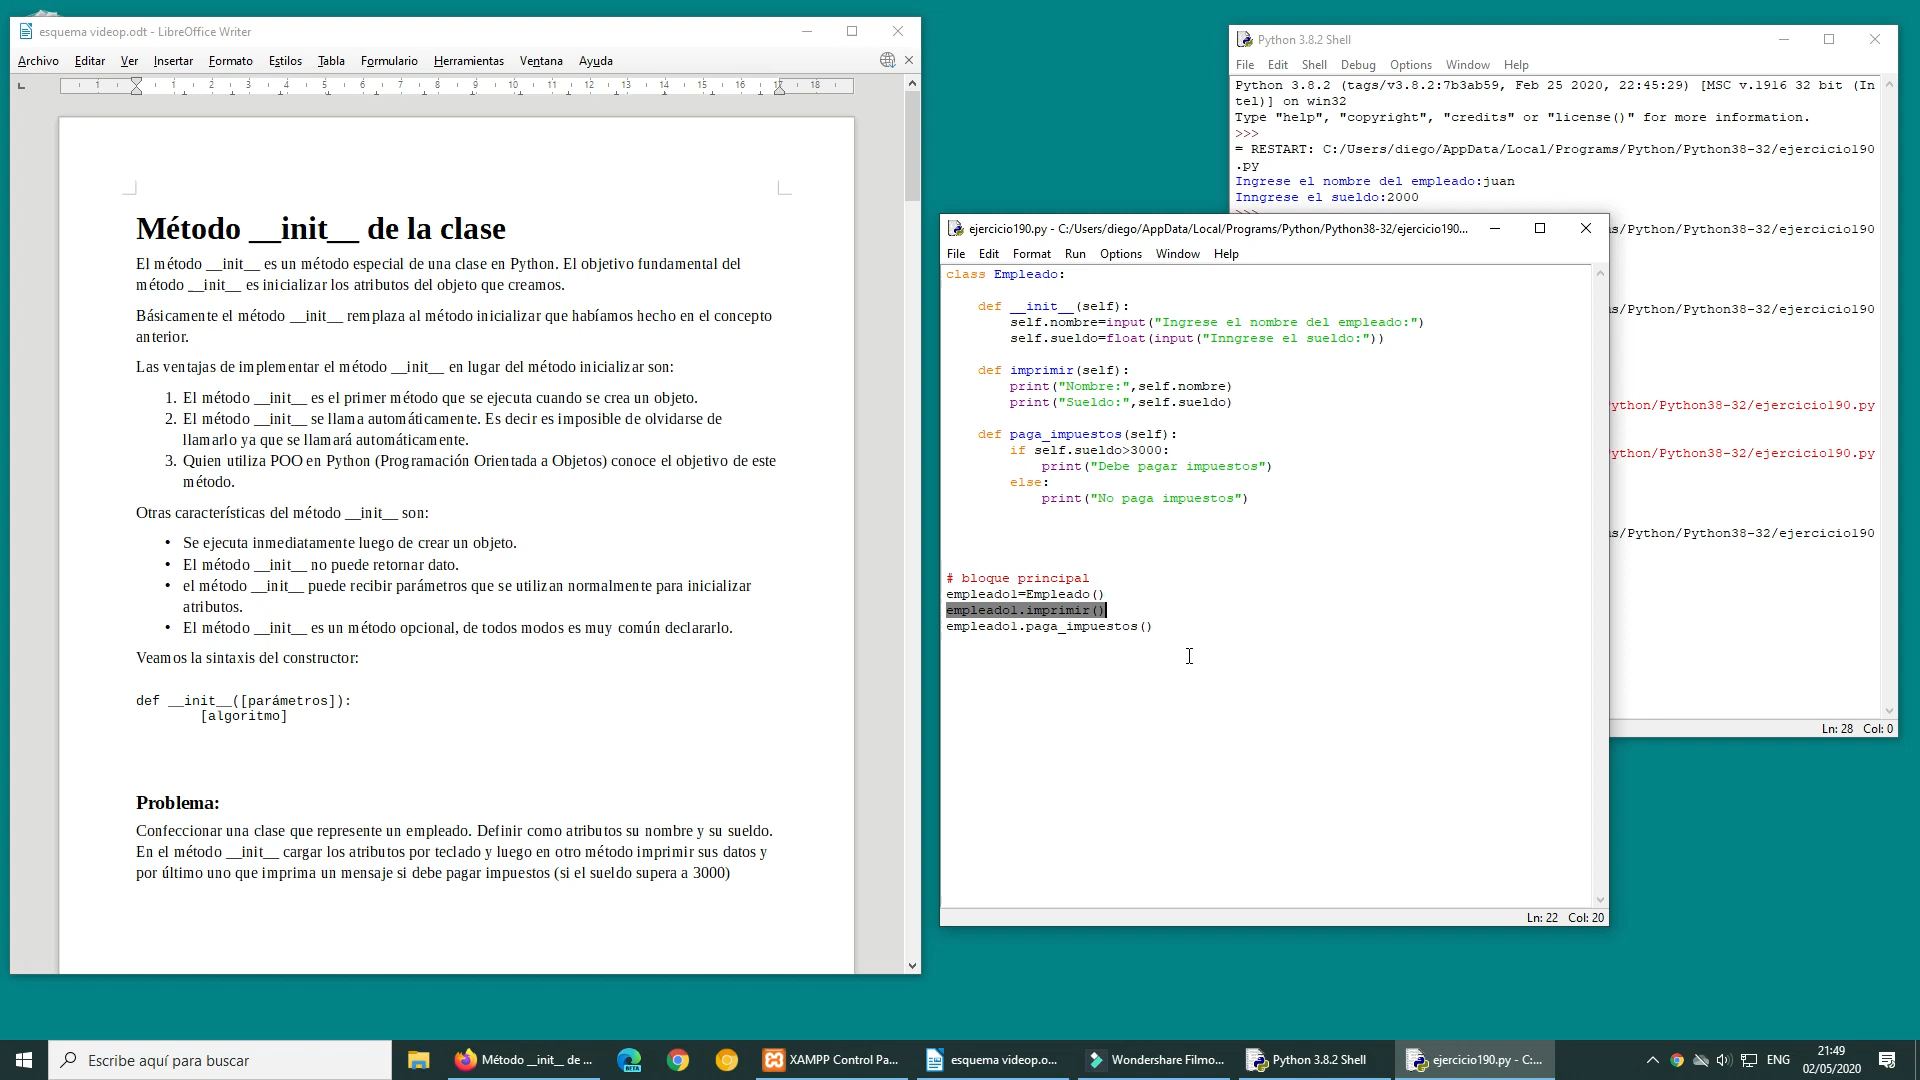 esquema videop.odt - LibreOffice Writer
Archivo Editar Ver Insertar Formato Estilos Tabla Formulario Herramientas Ventana Ayuda
1 1 2 3 4 5 6 7 8 9 10 11 12 13 14 15 16 17 18
Método __init__ de la clase
El método __init__ es un método especial de una clase en Python. El objetivo fundamental del
método __init__ es inicializar los atributos del objeto que creamos.
Básicamente el método __init__ remplaza al método inicializar que habíamos hecho en el concepto
anterior.
Las ventajas de implementar el método __init__ en lugar del método inicializar son:
1. El método __init__ es el primer método que se ejecuta cuando se crea un objeto.
2. El método __init__ se llama automáticamente. Es decir es imposible de olvidarse de
llamarlo ya que se llamará automáticamente.
3. Quien utiliza POO en Python (Programación Orientada a Objetos) conoce el objetivo de este
método.
Otras características del método __init__ son:
• Se ejecuta inmediatamente luego de crear un objeto.
• El método __init__ no puede retornar dato.
• el método __init__ puede recibir parámetros que se utilizan normalmente para inicializar
atributos.
• El método __init__ es un método opcional, de todos modos es muy común declararlo.
Veamos la sintaxis del constructor:
def __init__([parámetros]):
[algoritmo]
Problema:
Confeccionar una clase que represente un empleado. Definir como atributos su nombre y su sueldo.
En el método __init__ cargar los atributos por teclado y luego en otro método imprimir sus datos y
por último uno que imprima un mensaje si debe pagar impuestos (si el sueldo supera a 3000)
Python 3.8.2 Shell
File Edit Shell Debug Options Window Help
Python 3.8.2 (tags/v3.8.2:7b3ab59, Feb 25 2020, 22:45:29) [MSC v.1916 32 bit (In
tel)] on win32
Type "help", "copyright", "credits" or "license()" for more information.
>>>
= RESTART: C:/Users/diego/AppData/Local/Programs/Python/Python38-32/ejercicio190
.py
Ingrese el nombre del empleado:juan
Inngrese el sueldo:2000
>>>
s/Python/Python38-32/ejercicio190
s/Python/Python38-32/ejercicio190
ython/Python38-32/ejercicio190.py
ython/Python38-32/ejercicio190.py
s/Python/Python38-32/ejercicio190
Ln: 28 Col: 0
ejercicio190.py - C:/Users/diego/AppData/Local/Programs/Python/Python38-32/ejercicio190...
File Edit Format Run Options Window Help
class Empleado:
def __init__(self):
self.nombre=input("Ingrese el nombre del empleado:")
self.sueldo=float(input("Inngrese el sueldo:"))
def imprimir(self):
print("Nombre:",self.nombre)
print("Sueldo:",self.sueldo)
def paga_impuestos(self):
if self.sueldo>3000:
print("Debe pagar impuestos")
else:
print("No paga impuestos")
# bloque principal
empleado1=Empleado()
empleado1.imprimir()
empleado1.paga_impuestos()
Ln: 22 Col: 20
Escribe aquí para buscar
BETA
Método __init__ de ...
XAMPP Control Pa...
esquema videop.o...
Wondershare Filmo...
Python 3.8.2 Shell
ejercicio190.py - C:...
ENG
21:49
02/05/2020